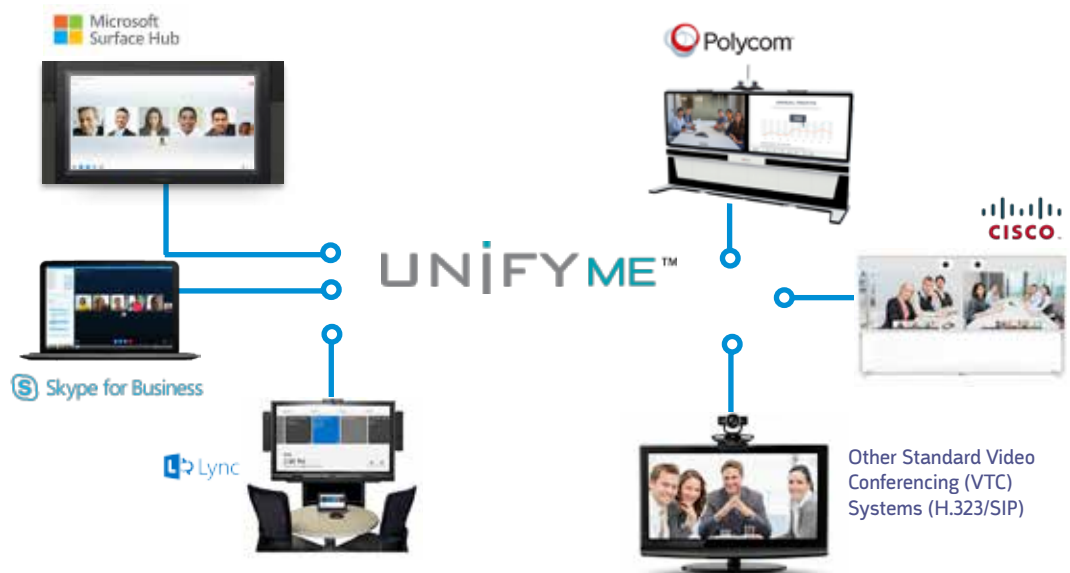 Microsoft
Surface Hub
Polycom
CISCO
UNiFYME™
Skype for Business
Lync
Other Standard Video
Conferencing (VTC)
Systems (H.323/SIP)